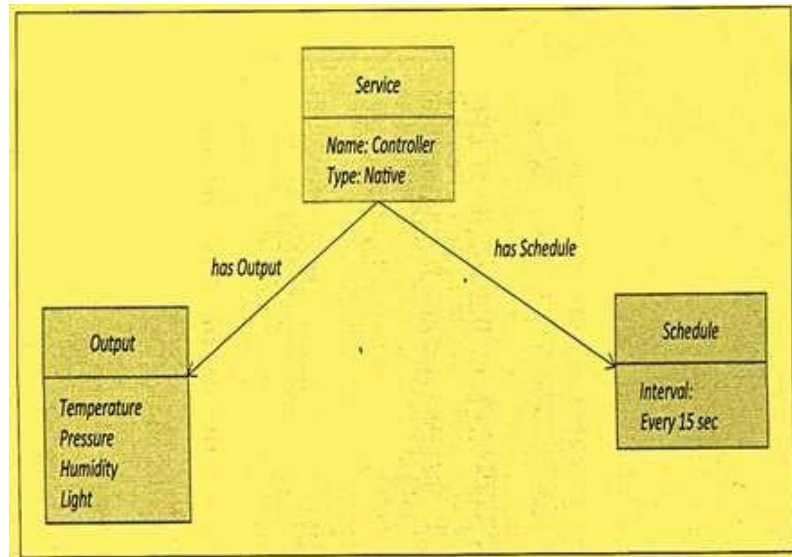 Service
Name: Controller
Type: Native
has Output
has Schedule
Output
Temperature
Pressure
Humidity
Light
Schedule
Interval:
Every 15 sec